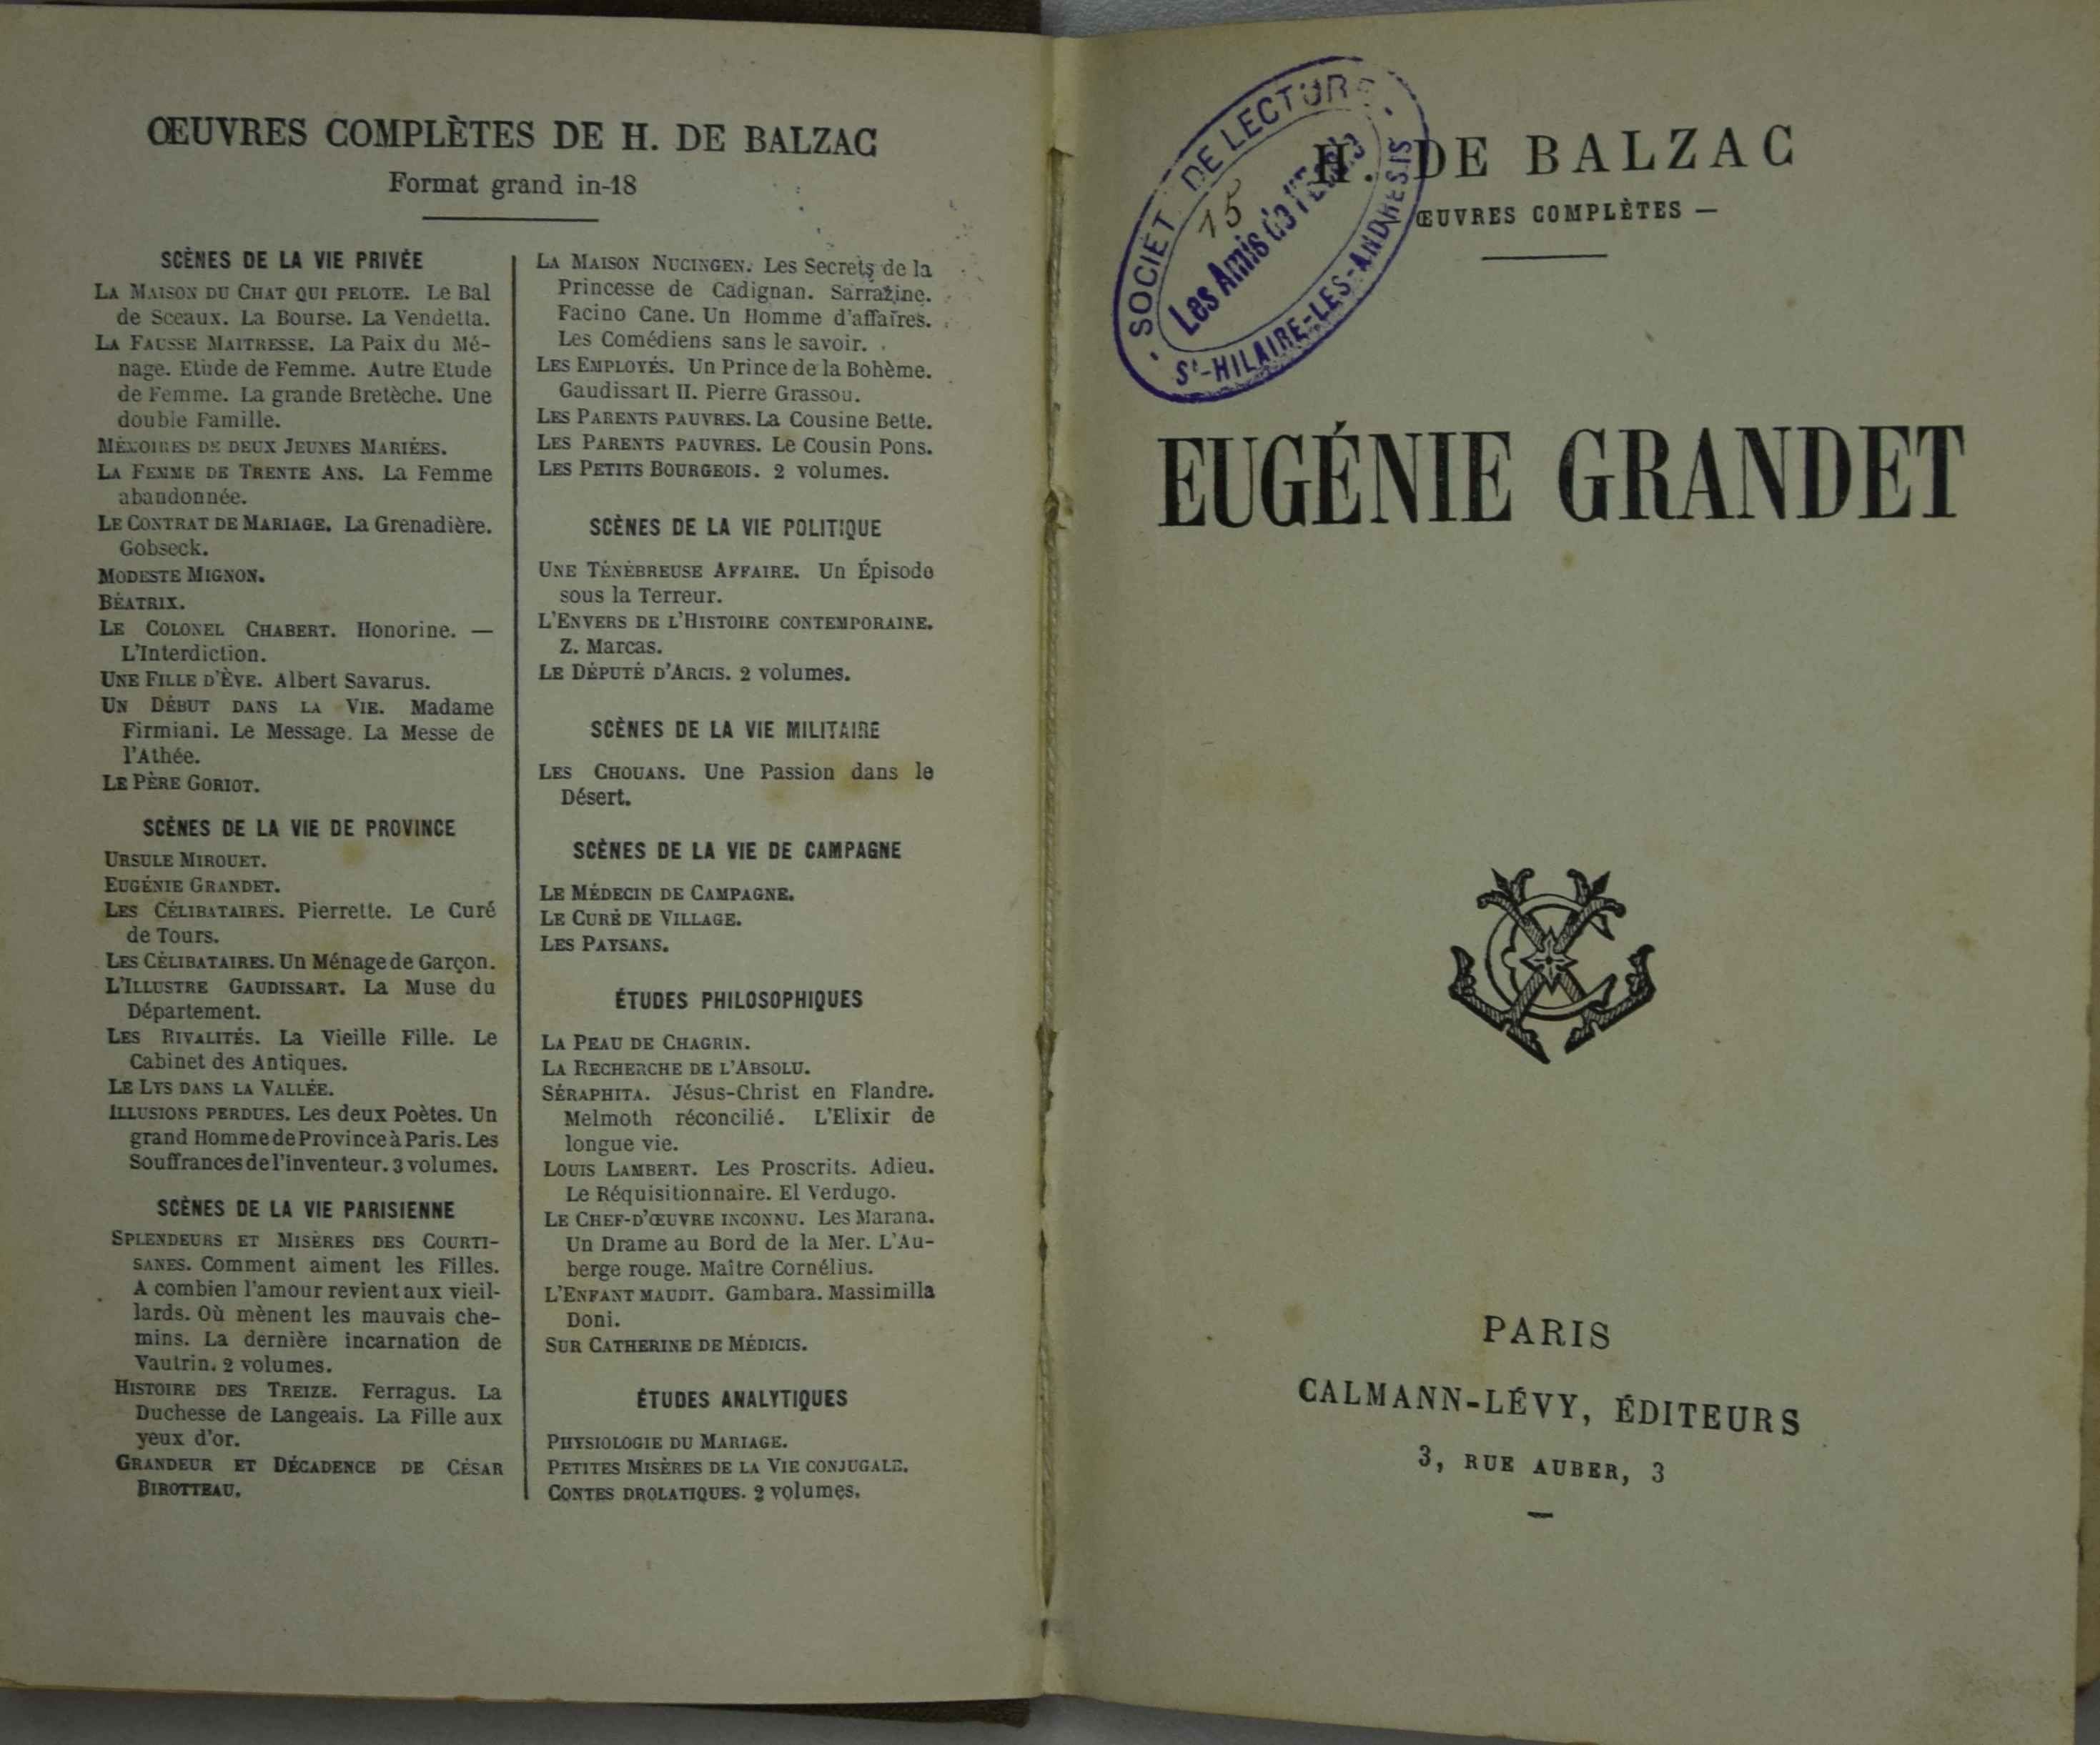 ŒUVRES COMPLÈTES DE H. DE BALZAC
Format grand in-18
SCÈNES DE LA VIE PRIVÉE
LA MAISON DU CHAT QUI PELOTE. Le Bal
de Sceaux. La Bourse. La Vendetta.
LA FAUSSE MAITRESSE. La Paix du Mé-
nage. Etude de Femme. Autre Etude
de Femme. La grande Bretèche. Une
double Famille.
MÉMOIRES DE DEUX JEUNES MARIÉES.
LA FEMME DE TRENTE ANS. La Femme
abandonnée.
LE CONTRAT DE MARIAGE. La Grenadière.
Gobseck.
MODESTE MIGNON.
BÉATRIX.
LE COLONEL CHABERT. Honorine. —
L'Interdiction.
UNE FILLE D'ÈVE. Albert Savarus.
UN DÉBUT DANS LA VIE. Madame
Firmiani. Le Message. La Messe de
l'Athée.
LE PÈRE GORIOT.
SCÈNES DE LA VIE DE PROVINCE
URSULE MIROUET.
EUGÉNIE GRANDET.
LES CÉLIBATAIRES. Pierrette. Le Curé
de Tours.
LES CÉLIBATAIRES. Un Ménage de Garçon.
L'ILLUSTRE GAUDISSART. La Muse du
Département.
LES RIVALITÉS. La Vieille Fille. Le
Cabinet des Antiques.
LE LYS DANS LA VALLÉE.
ILLUSIONS PERDUES. Les deux Poètes. Un
grand Homme de Province à Paris. Les
Souffrances de l'inventeur. 3 volumes.
SCÈNES DE LA VIE PARISIENNE
SPLENDEURS ET MISÈRES DES COURTI-
SANES. Comment aiment les Filles.
A combien l'amour revient aux vieil-
lards. Où mènent les mauvais che-
mins. La dernière incarnation de
Vautrin. 2 volumes.
HISTOIRE DES TREIZE. Ferragus. La
Duchesse de Langeais. La Fille aux
yeux d'or.
GRANDEUR ET DÉCADENCE DE CÉSAR
BIROTTEAU.
LA MAISON NUCINGEN. Les Secrets de la
Princesse de Cadignan. Sarrazine.
Facino Cane. Un Homme d'affaires.
Les Comédiens sans le savoir.
LES EMPLOYÉS. Un Prince de la Bohème.
Gaudissart II. Pierre Grassou.
LES PARENTS PAUVRES. La Cousine Bette.
LES PARENTS PAUVRES. Le Cousin Pons.
LES PETITS BOURGEOIS. 2 volumes.
SCÈNES DE LA VIE POLITIQUE
UNE TÉNÉBREUSE AFFAIRE. Un Épisode
sous la Terreur.
L'ENVERS DE L'HISTOIRE CONTEMPORAINE.
Z. Marcas.
LE DÉPUTÉ D'ARCIS. 2 volumes.
SCÈNES DE LA VIE MILITAIRE
LES CHOUANS. Une Passion dans le
Désert.
SCÈNES DE LA VIE DE CAMPAGNE
LE MÉDECIN DE CAMPAGNE.
LE CURÉ DE VILLAGE.
LES PAYSANS.
ÉTUDES PHILOSOPHIQUES
LA PEAU DE CHAGRIN.
LA RECHERCHE DE L'ABSOLU.
SÉRAPHITA. Jésus-Christ en Flandre.
Melmoth réconcilié. L'Elixir de
longue vie.
LOUIS LAMBERT. Les Proscrits. Adieu.
Le Réquisitionnaire. El Verdugo.
LE CHEF-D'ŒUVRE INCONNU. Les Marana.
Un Drame au Bord de la Mer. L'Au-
berge rouge. Maître Cornélius.
L'ENFANT MAUDIT. Gambara. Massimilla
Doni.
SUR CATHERINE DE MÉDICIS.
ÉTUDES ANALYTIQUES
PHYSIOLOGIE DU MARIAGE.
PETITES MISÈRES DE LA VIE CONJUGALE.
CONTES DROLATIQUES. 2 volumes.
SOCIÉT DE LECTURE
15
Les Amis de
St-HILAIRE-LES-ANDRESIS
H. DE BALZAC
ŒUVRES COMPLÈTES —
EUGÉNIE GRANDET
PARIS
CALMANN-LÉVY, ÉDITEURS
3, RUE AUBER, 3